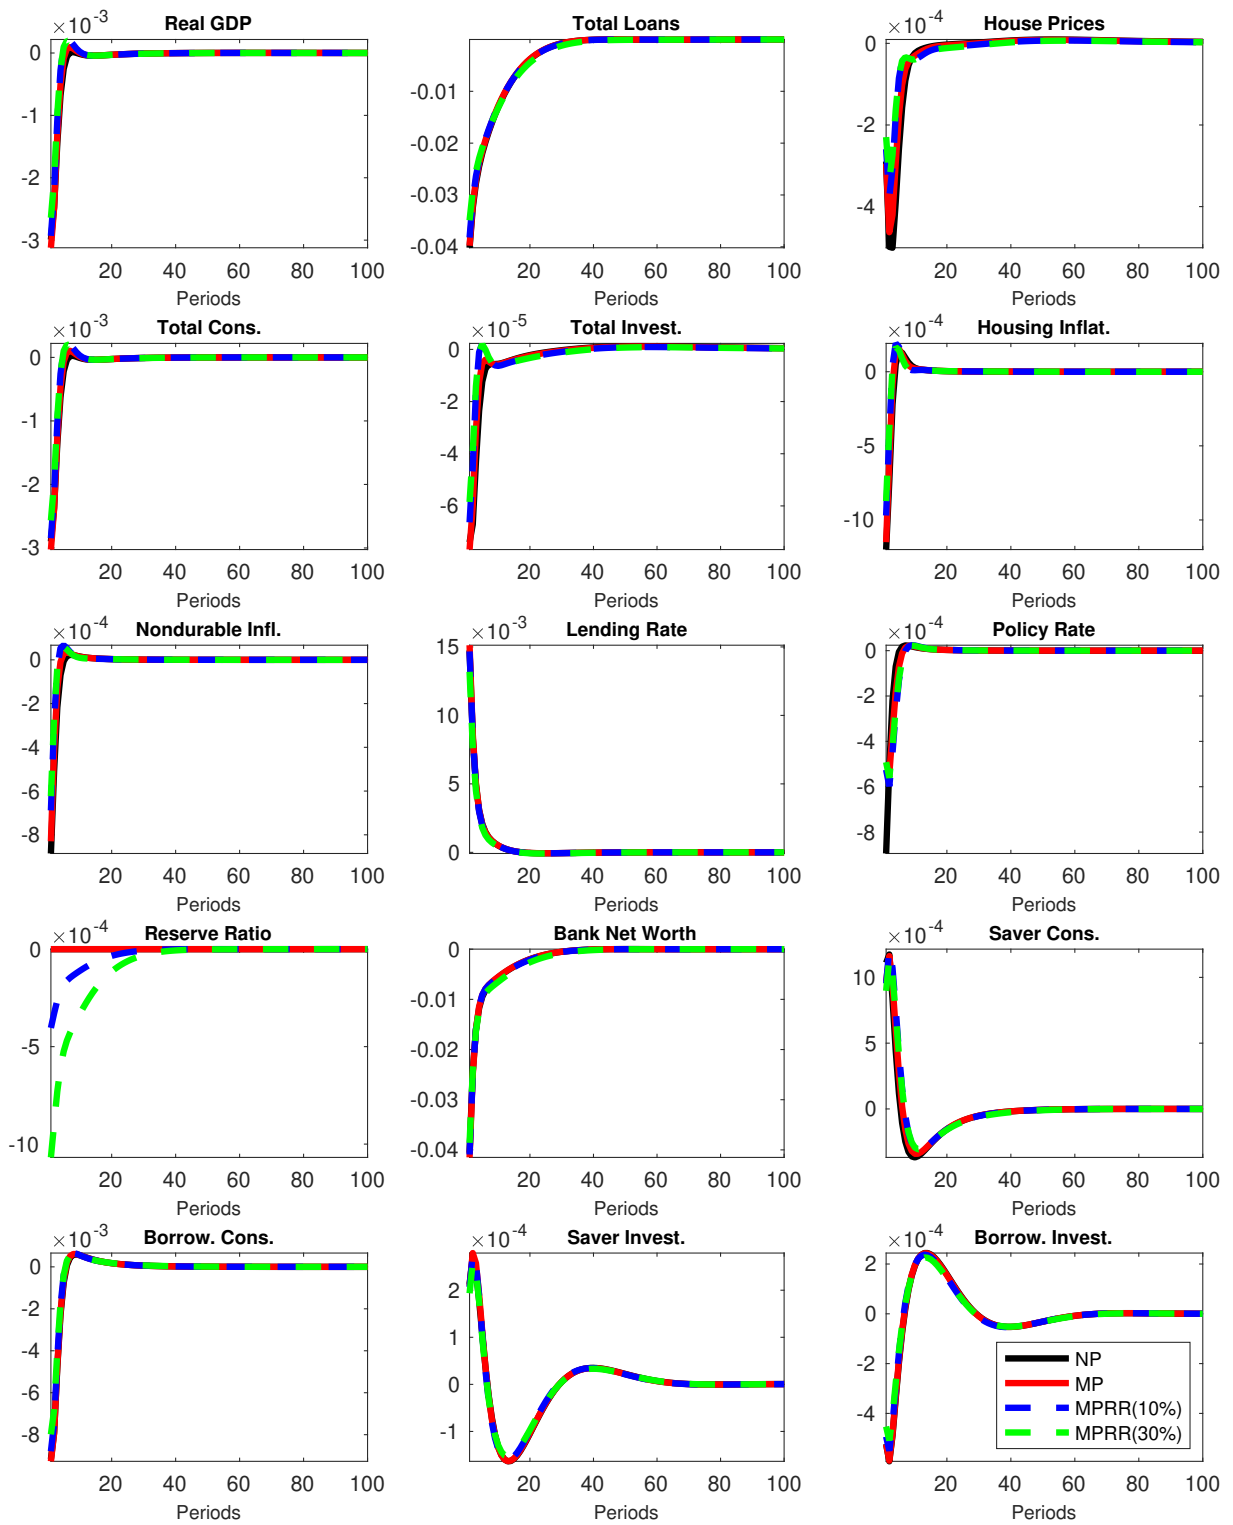 Real GDP
×10-3
0
-1
-2
-3
20 40 60 80 100
Periods
Total Loans
-0.01
-0.02
-0.03
-0.04
20 40 60 80 100
Periods
House Prices
×10-4
0
-2
-4
20 40 60 80 100
Periods
Total Cons.
×10-3
0
-1
-2
-3
20 40 60 80 100
Periods
Total Invest.
×10-5
0
-2
-4
-6
20 40 60 80 100
Periods
Housing Inflat.
×10-4
0
-5
-10
20 40 60 80 100
Periods
Nondurable Infl.
×10-4
0
-2
-4
-6
-8
20 40 60 80 100
Periods
Lending Rate
×10-3
15
10
5
0
20 40 60 80 100
Periods
Policy Rate
×10-4
0
-2
-4
-6
-8
20 40 60 80 100
Periods
Reserve Ratio
×10-4
0
-5
-10
20 40 60 80 100
Periods
Bank Net Worth
0
-0.01
-0.02
-0.03
-0.04
20 40 60 80 100
Periods
Saver Cons.
×10-4
10
5
0
20 40 60 80 100
Periods
Borrow. Cons.
×10-3
0
-2
-4
-6
-8
20 40 60 80 100
Periods
Saver Invest.
×10-4
2
1
0
-1
20 40 60 80 100
Periods
Borrow. Invest.
×10-4
2
0
-2
-4
20 40 60 80 100
Periods
NP
MP
MPRR(10%)
MPRR(30%)